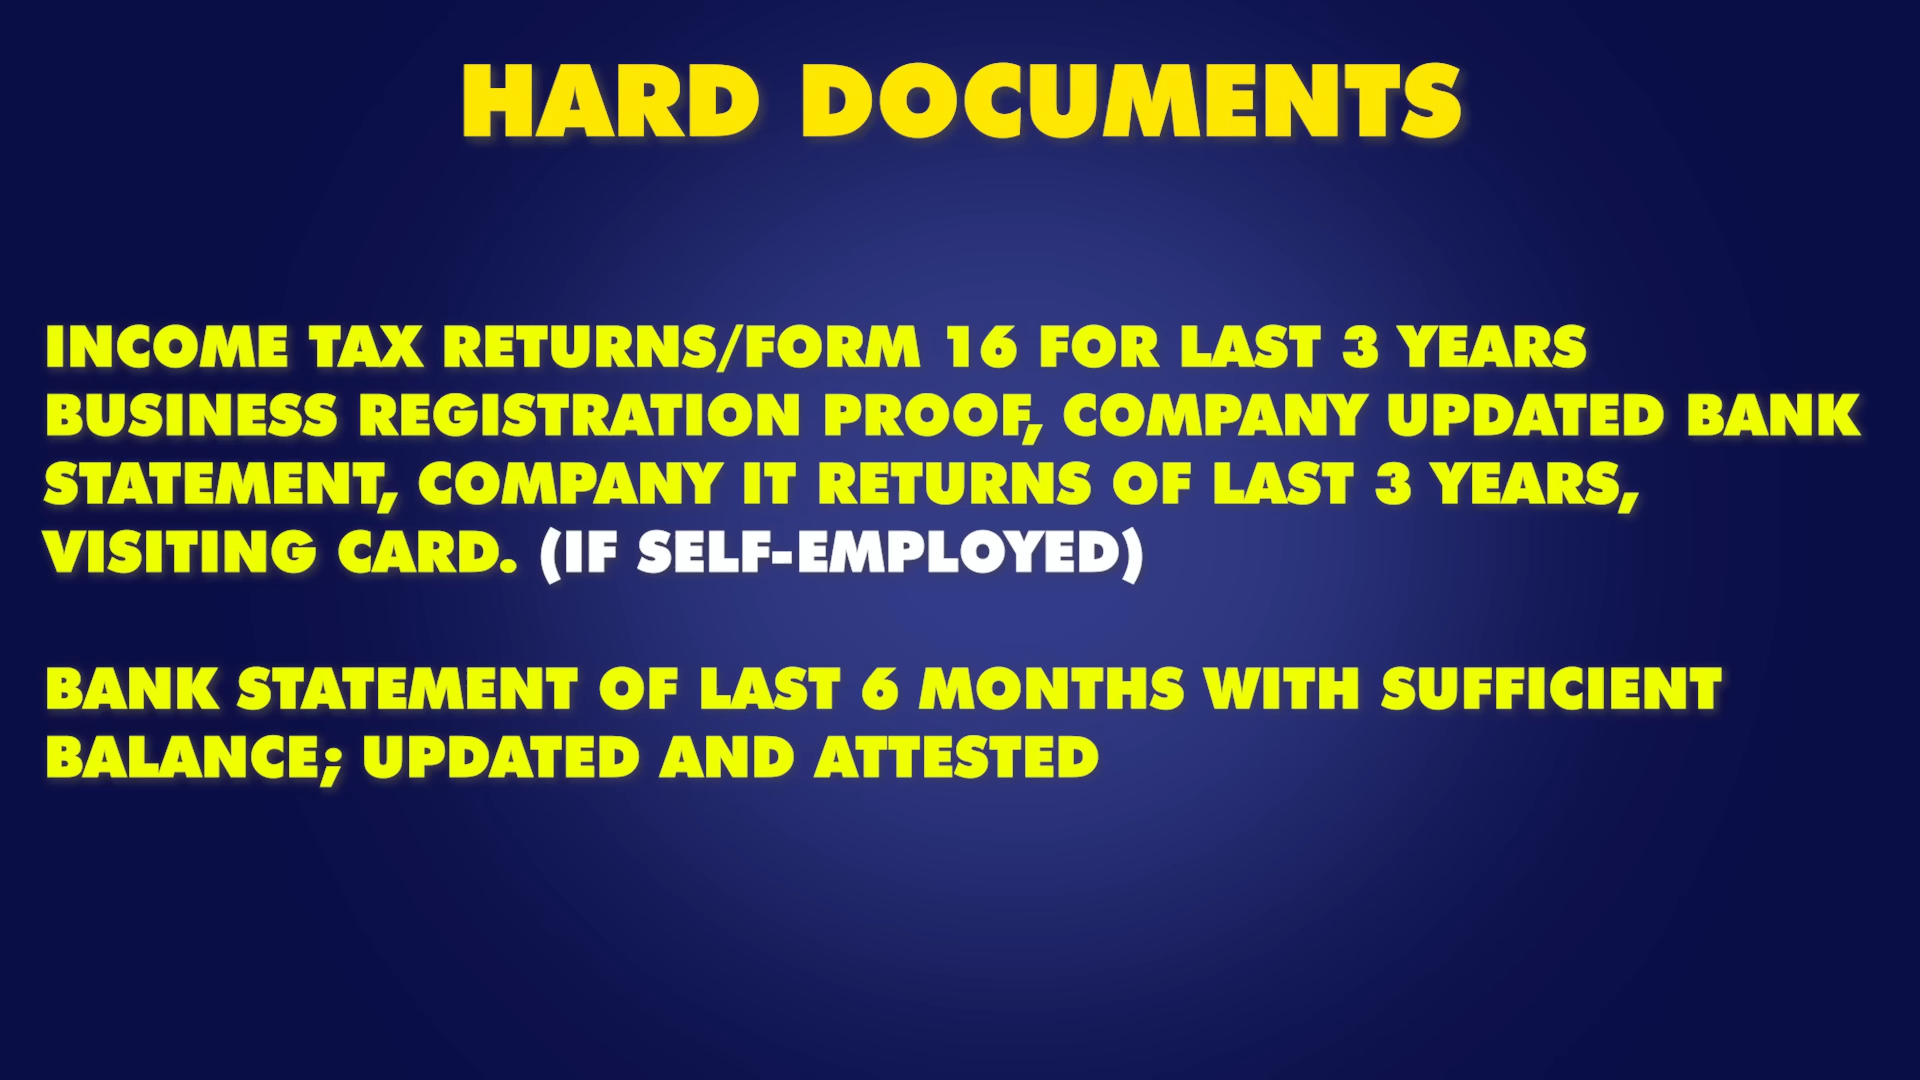 HARD DOCUMENTS
INCOME TAX RETURNS/FORM 16 FOR LAST 3 YEARS
BUSINESS REGISTRATION PROOF, COMPANY UPDATED BANK
STATEMENT, COMPANY IT RETURNS OF LAST 3 YEARS,
VISITING CARD. (IF SELF-EMPLOYED)
BANK STATEMENT OF LAST 6 MONTHS WITH SUFFICIENT
BALANCE; UPDATED AND ATTESTED